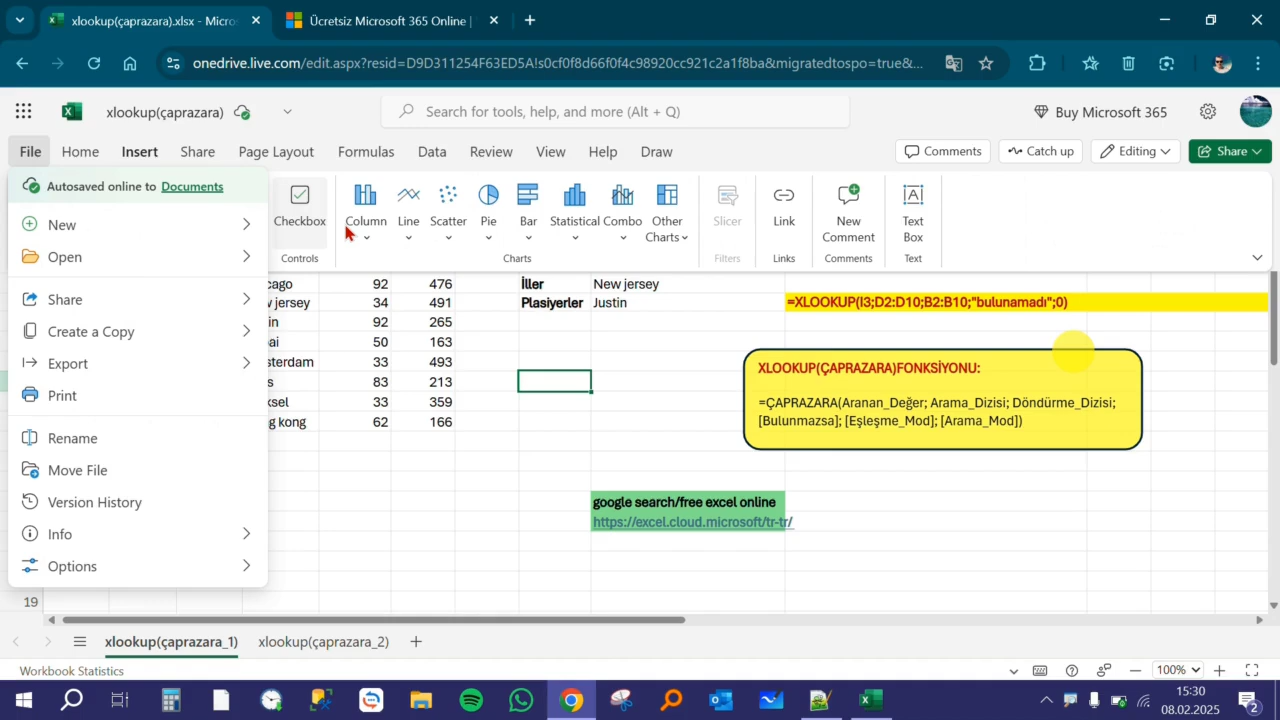 xlookup(çaprazara).xlsx - Micros
Ücretsiz Microsoft 365 Online |
onedrive.live.com/edit.aspx?resid=D9D311254F63ED5A!s0cf0f8d66f0f4c98920cc921c2a1f8ba&migratedtospo=true&...
xlookup(çaprazara)
Search for tools, help, and more (Alt + Q)
Buy Microsoft 365
File Home Insert Share Page Layout Formulas Data Review View Help Draw
Comments Catch up Editing Share
Autosaved online to Documents
New
Open
Share
Create a Copy
Export
Print
Rename
Move File
Version History
Info
Options
Checkbox
Controls
Column Line Scatter Pie Bar Statistical Combo Other Charts
Charts
Slicer
Filters
Link
Links
New Comment
Comments
Text Box
Text
cago 92 476 İller New jersey
w jersey 34 491 Plasiyerler Justin =XLOOKUP(I3;D2:D10;B2:B10;"bulunamadı";0)
in 92 265
ai 50 163
sterdam 33 493
s 83 213
ksel 33 359
g kong 62 166
XLOOKUP(ÇAPRAZARA)FONKSİYONU:
=ÇAPRAZARA(Aranan_Değer; Arama_Dizisi; Döndürme_Dizisi;
[Bulunmazsa]; [Eşleşme_Mod]; [Arama_Mod])
google search/free excel online
https://excel.cloud.microsoft/tr-tr/
19
xlookup(çaprazara_1) xlookup(çaprazara_2)
Workbook Statistics
100%
15:30
08.02.2025
2